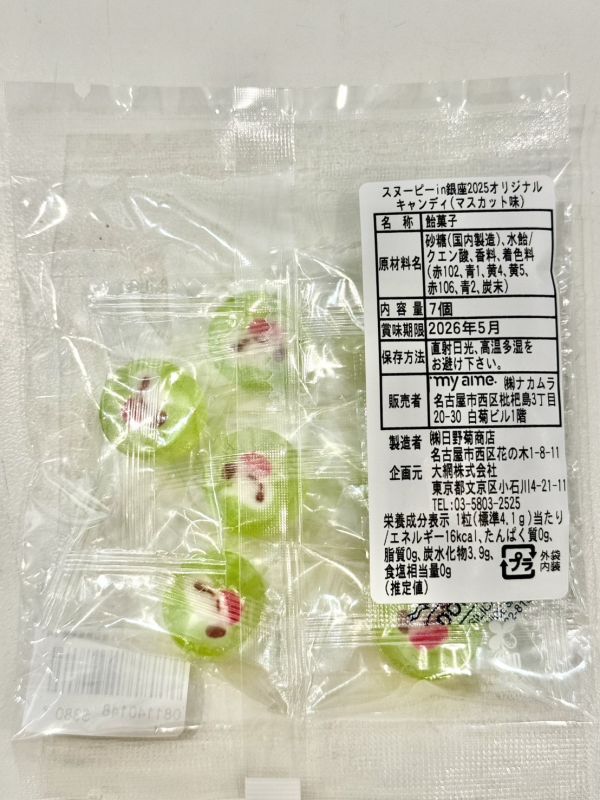 スヌーピーin銀座2025オリジナル
キャンディ(マスカット味)
名 称 飴菓子
原材料名 砂糖(国内製造)、水飴/
クエン酸、香料、着色料
(赤102、青1、黄4、黄5、
赤106、青2、炭末)
内 容 量 7個
賞味期限 2026年5月
保存方法 直射日光、高温多湿を
お避け下さい。
販売者 my aime. ㈱ナカムラ
名古屋市西区枇杷島3丁目
20-30 白菊ビル1階
製造者 ㈱日野菊商店
名古屋市西区花の木1-8-11
企画元 大網株式会社
東京都文京区小石川4-21-11
TEL:03-5803-2525
栄養成分表示 1粒(標準4.1g)当たり
/エネルギー16kcal、たんぱく質0g、
脂質0g、炭水化物3.9g、
食塩相当量0g
(推定値)
プラ 外袋
内装